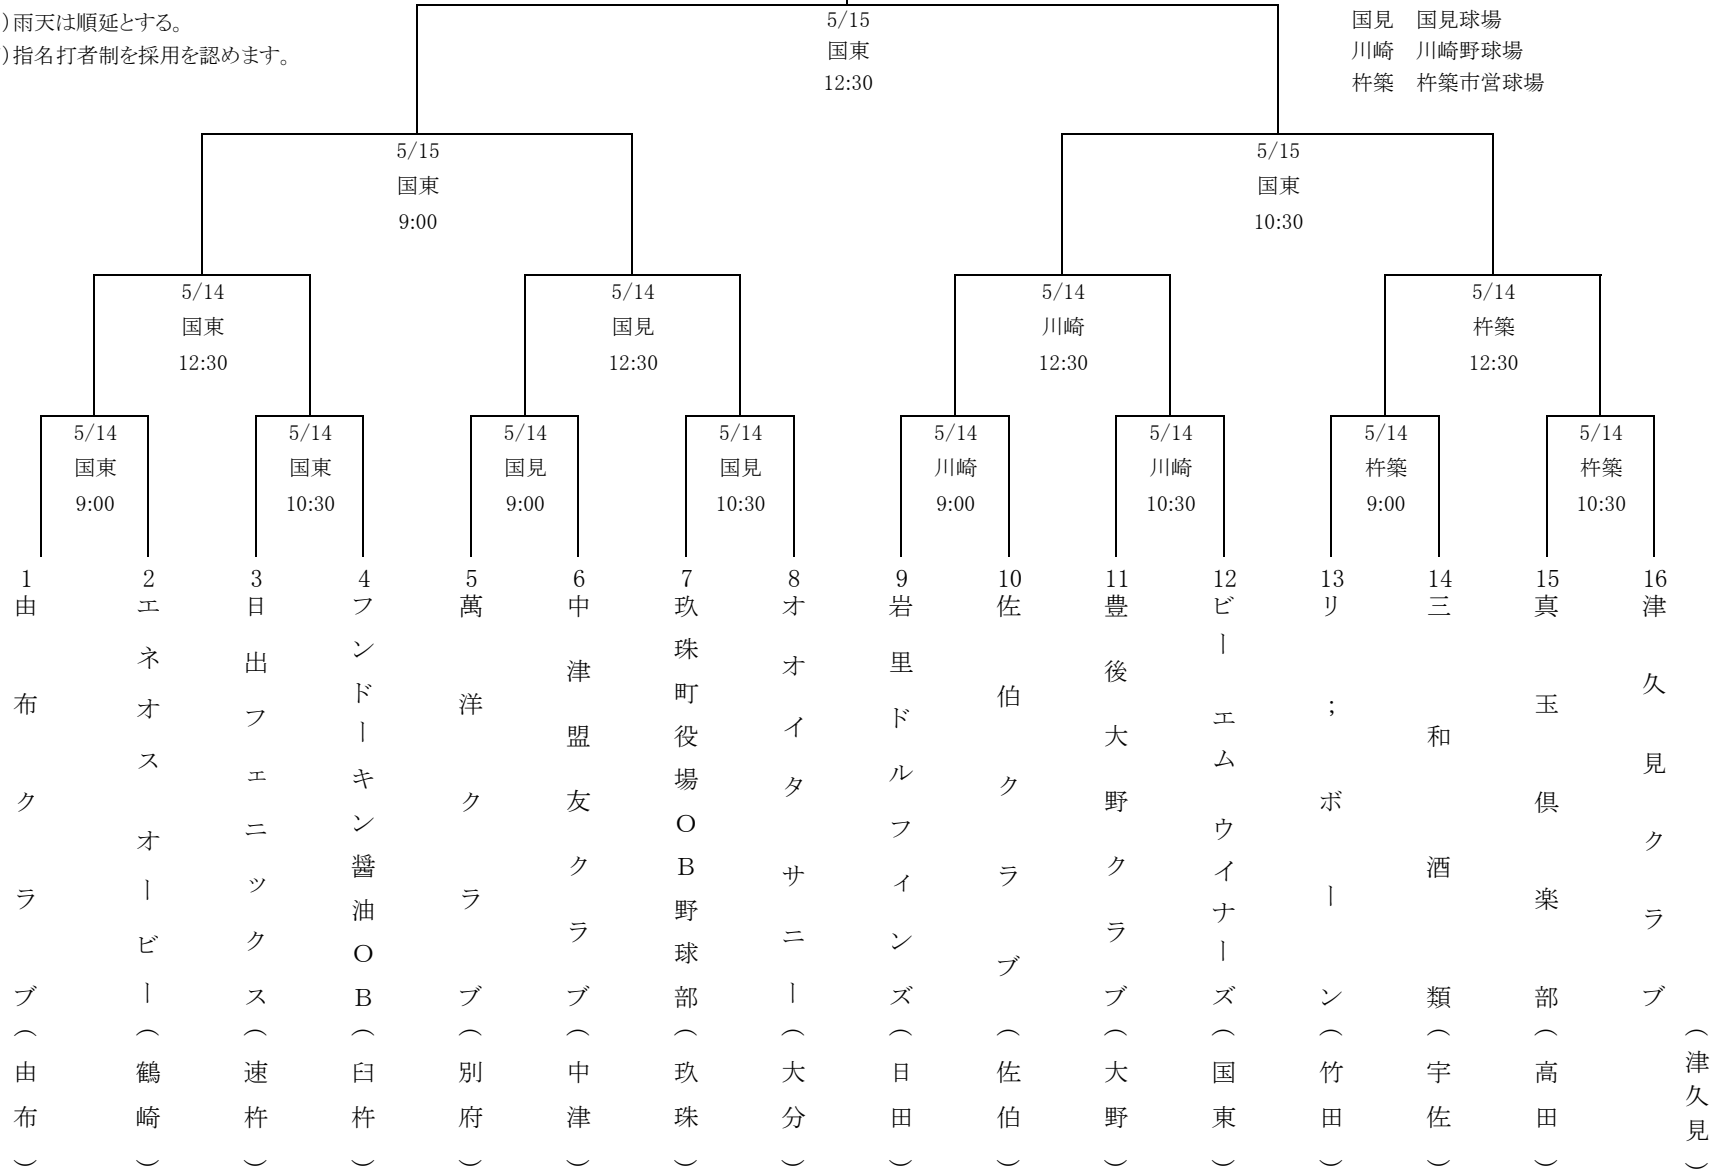 )雨天は順延とする。
)指名打者制を採用を認めます。
国見　国見球場
川崎　川崎野球場
杵築　杵築市営球場
5/15
国東
12:30
5/15
国東
9:00
5/15
国東
10:30
5/14
国東
12:30
5/14
国見
12:30
5/14
川崎
12:30
5/14
杵築
12:30
5/14
国東
9:00
5/14
国東
10:30
5/14
国見
9:00
5/14
国見
10:30
5/14
川崎
9:00
5/14
川崎
10:30
5/14
杵築
9:00
5/14
杵築
10:30
1
由布クラブ(由布)
2
エネオス オービー(鶴崎)
3
日出フェニックス(速杵)
4
フンドーキン醤油OB(臼杵)
5
萬洋クラブ(別府)
6
中津盟友クラブ(中津)
7
玖珠町役場OB野球部(玖珠)
8
オオイタ サニー(大分)
9
岩里ドルフィンズ(日田)
10
佐伯クラブ(佐伯)
11
豊後大野クラブ(大野)
12
ビー エム ウイナーズ(国東)
13
リ;ボーン(竹田)
14
三和酒類(宇佐)
15
真玉倶楽部(高田)
16
津久見クラブ(津久見)